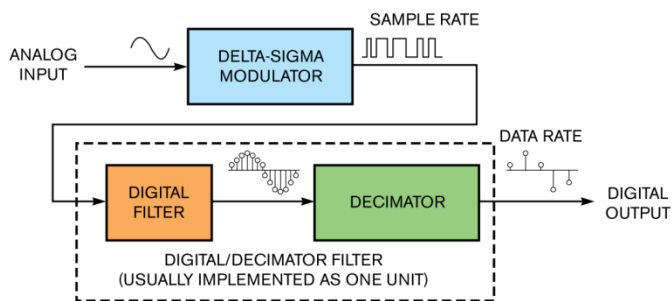 ANALOG
INPUT
DELTA-SIGMA
MODULATOR
SAMPLE RATE
DIGITAL
FILTER
DECIMATOR
DATA RATE
DIGITAL
OUTPUT
DIGITAL/DECIMATOR FILTER
(USUALLY IMPLEMENTED AS ONE UNIT)